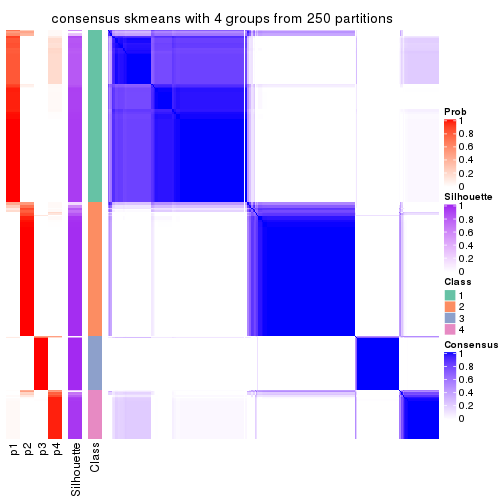 consensus skmeans with 4 groups from 250 partitions
Prob
1
0.8
0.6
0.4
0.2
0
Silhouette
1
0.8
0.6
0.4
0.2
0
Class
1
2
3
4
Consensus
1
0.8
0.6
0.4
0.2
0
p1
p2
p3
p4
Silhouette
Class